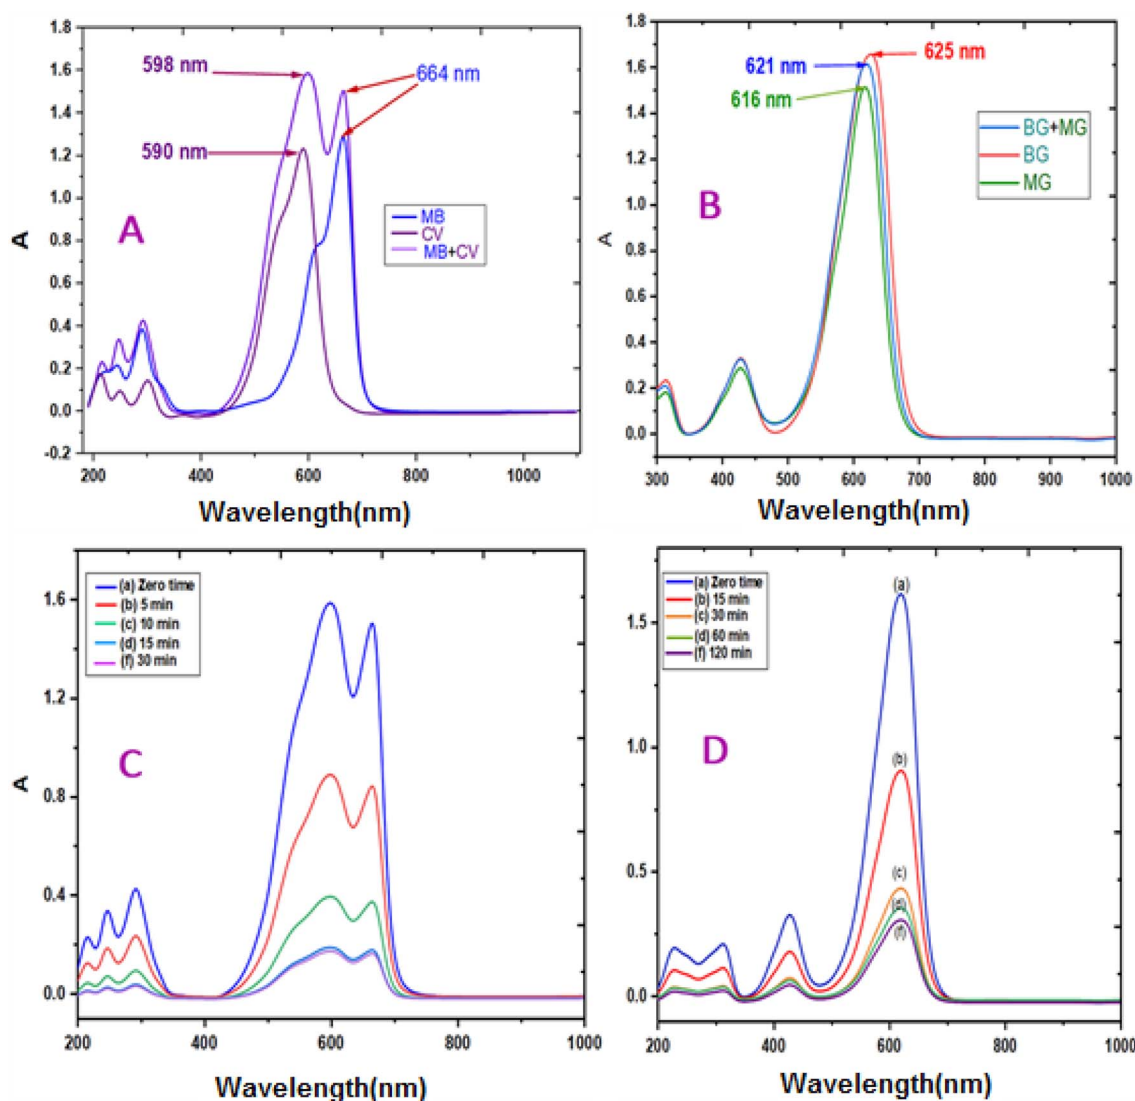 1.8
1.6
1.4
1.2
1.0
0.8
0.6
0.4
0.2
0.0
-0.2
A
598 nm
664 nm
590 nm
A
MB
CV
MB+CV
200
400
600
800
1000
Wavelength(nm)
1.8
1.6
1.4
1.2
1.0
0.8
0.6
0.4
0.2
0.0
A
625 nm
621 nm
616 nm
B
BG+MG
BG
MG
300
400
500
600
700
800
900
1000
Wavelength(nm)
1.6
1.2
0.8
0.4
0.0
A
(a) Zero time
(b) 5 min
(c) 10 min
(d) 15 min
(f) 30 min
C
200
400
600
800
1000
Wavelength(nm)
1.5
1.0
0.5
0.0
(a) Zero time
(b) 15 min
(c) 30 min
(d) 60 min
(f) 120 min
D
(a)
(b)
(c)
(d)
(f)
200
400
600
800
1000
Wavelength(nm)